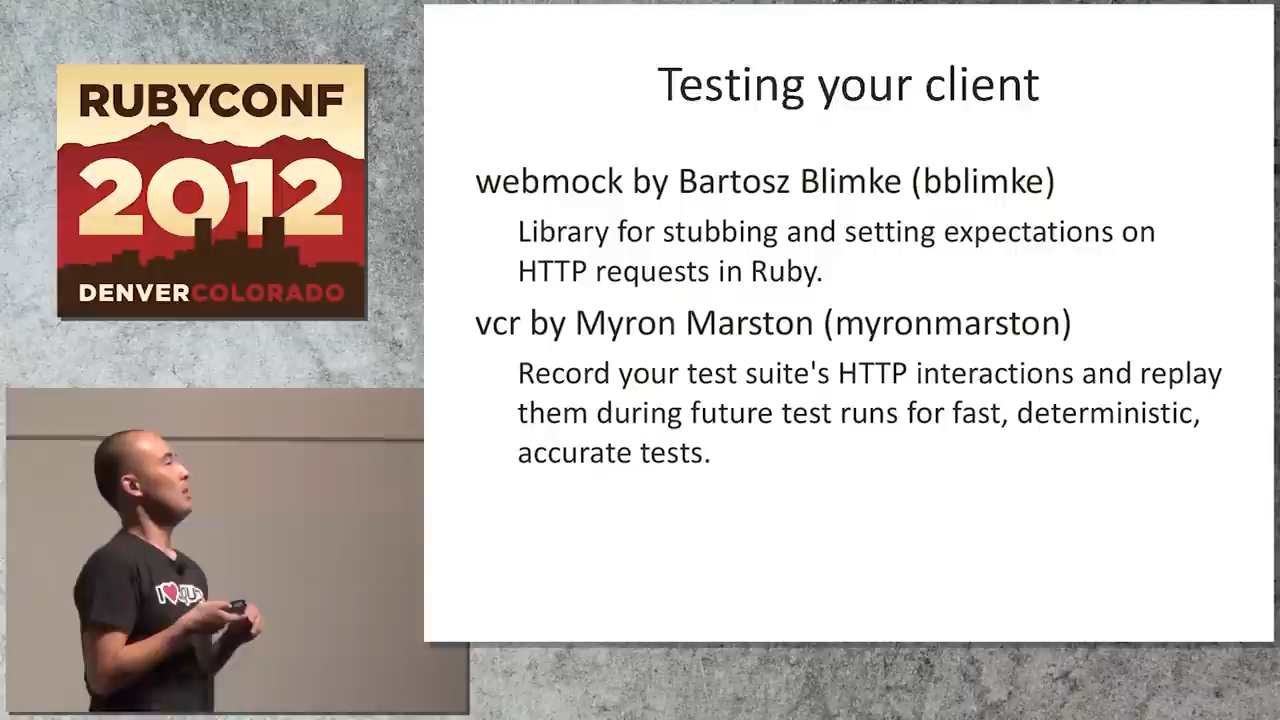 RUBYCONF
2012
DENVERCOLORADO
Testing your client
webmock by Bartosz Blimke (bblimke)
Library for stubbing and setting expectations on
HTTP requests in Ruby.
vcr by Myron Marston (myronmarston)
Record your test suite's HTTP interactions and replay
them during future test runs for fast, deterministic,
accurate tests.